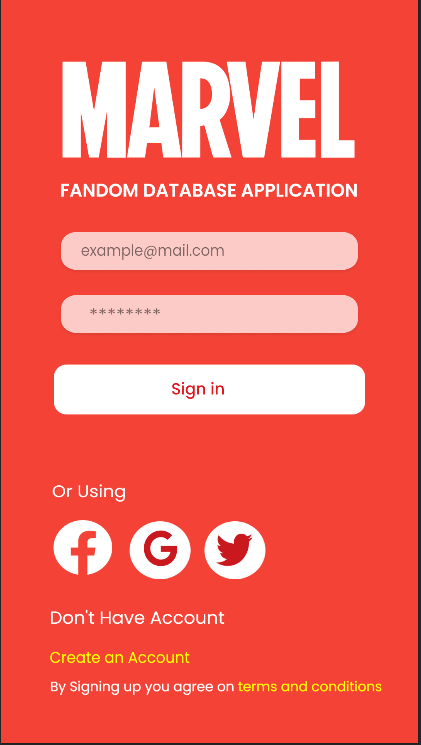 MARVEL
FANDOM DATABASE APPLICATION
example@mail.com
********
Sign in
Or Using
Don't Have Account
Create an Account
By Signing up you agree on terms and conditions